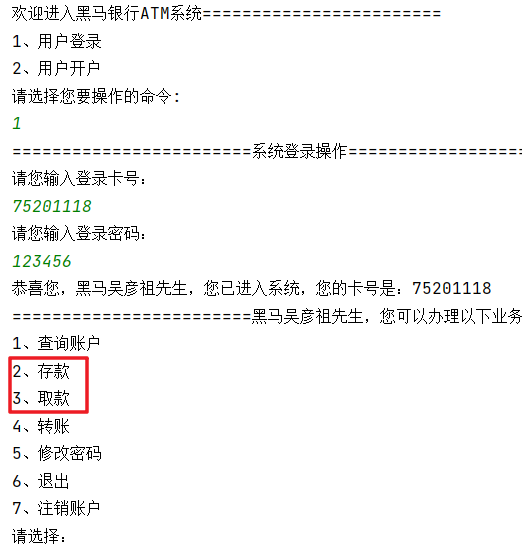 欢迎进入黑马银行ATM系统========================
1、用户登录
2、用户开户
请选择您要操作的命令:
1
========================系统登录操作==================
请您输入登录卡号:
75201118
请您输入登录密码:
123456
恭喜您，黑马吴彦祖先生，您已进入系统，您的卡号是：75201118
========================黑马吴彦祖先生，您可以办理以下业务
1、查询账户
2、存款
3、取款
4、转账
5、修改密码
6、退出
7、注销账户
请选择：